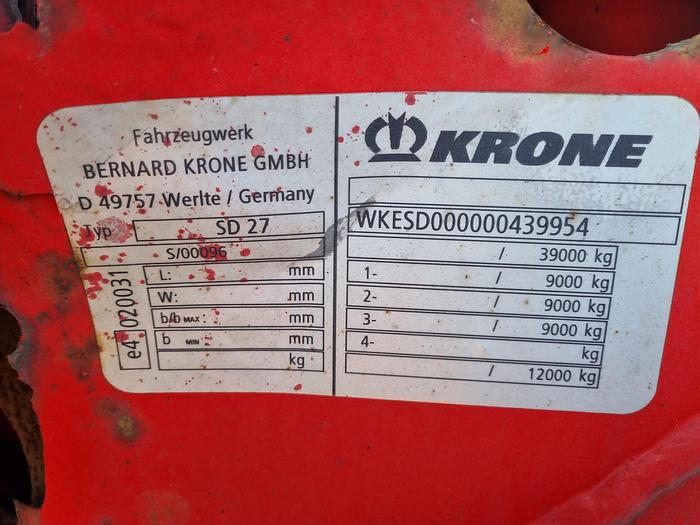 Fahrzeugwerk
BERNARD KRONE GMBH
D 49757 Werlte / Germany
Typ SD 27
S/00096
e4 020031
L: mm
W: mm
b/b MAX: mm
b MIN: mm
kg
KRONE
WKESD000000439954
/ 39000 kg
1- / 9000 kg
2- / 9000 kg
3- / 9000 kg
4- kg
/ 12000 kg